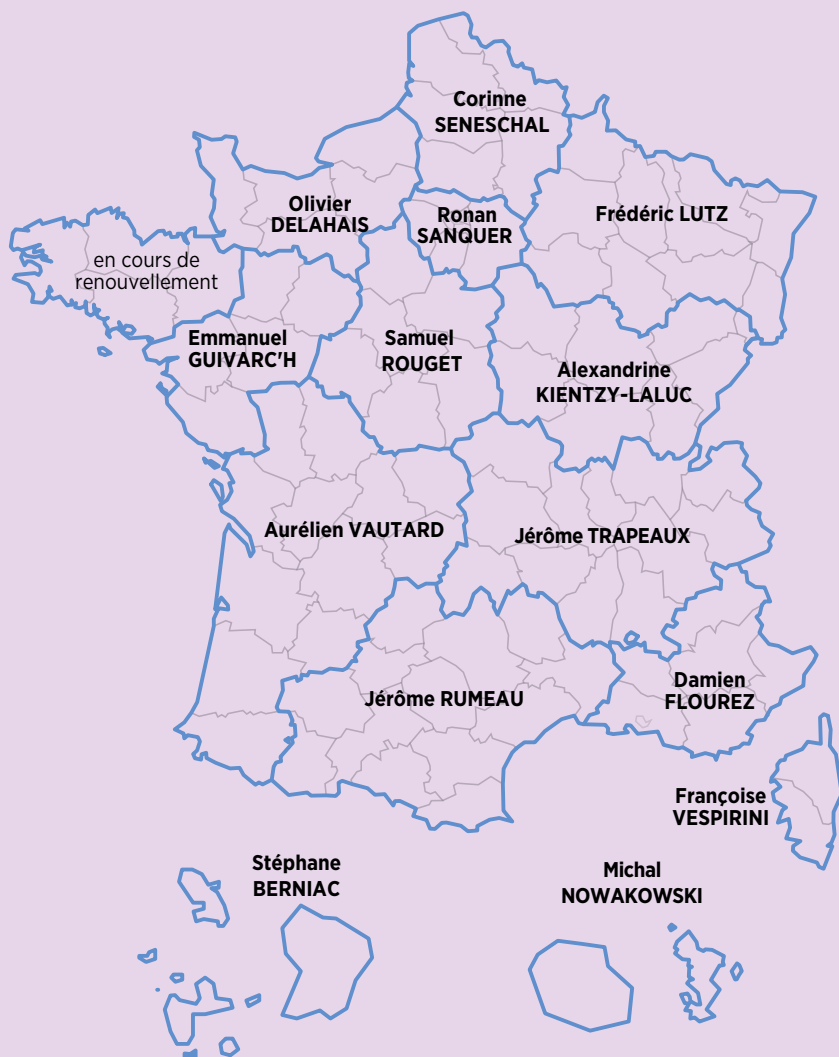 Corinne
SENESCHAL
Olivier
DELAHAIS
Ronan
SANQUER
Frédéric LUTZ
en cours de
renouvellement
Emmanuel
GUIVARC'H
Samuel
ROUGET
Alexandrine
KIENTZY-LALUC
Aurélien VAUTARD
Jérôme TRAPEAUX
Jérôme RUMEAU
Damien
FLOUREZ
Françoise
VESPIRINI
Stéphane
BERNIAC
Michal
NOWAKOWSKI